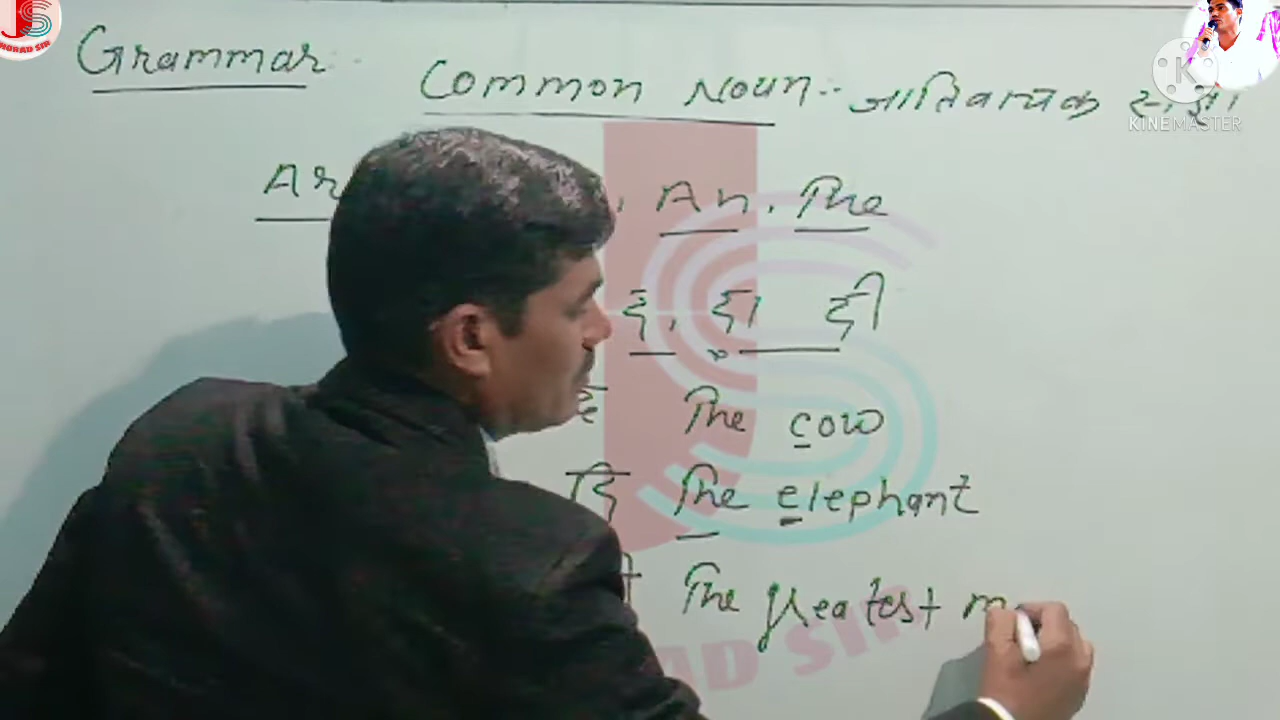 Grammar
Common Noun:- जातिवाचक संज्ञा
KINEMASTER
An, The
द, दा दी
The cow
दि The elephant
The greatest